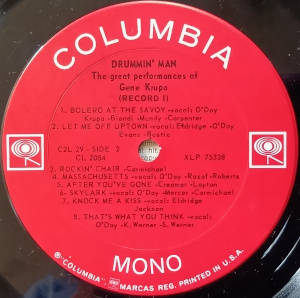 COLUMBIA
DRUMMIN' MAN
The great performances of
Gene Krupa
(RECORD I)
1. BOLERO AT THE SAVOY -vocal: O'Day
Krupa-Biondi -Mundy -Carpenter
2. LET ME OFF UPTOWN -vocal: Eldridge -O'Day
Evans -Bostic
C2L 29 - SIDE 2
CL 2084
XLP 75338
3. ROCKIN' CHAIR -Carmichael
4. MASSACHUSETTS -vocal: O'Day -Razaf -Roberts
5. AFTER YOU'VE GONE -Creamer -Layton
6. SKYLARK -vocal: O'Day -Mercer -Carmichael
7. KNOCK ME A KISS -vocal: Eldridge
Jackson
8. THAT'S WHAT YOU THINK -vocal:
O'Day -K. Werner -S. Werner
MONO
® "COLUMBIA", MARCAS REG. PRINTED IN U.S.A.